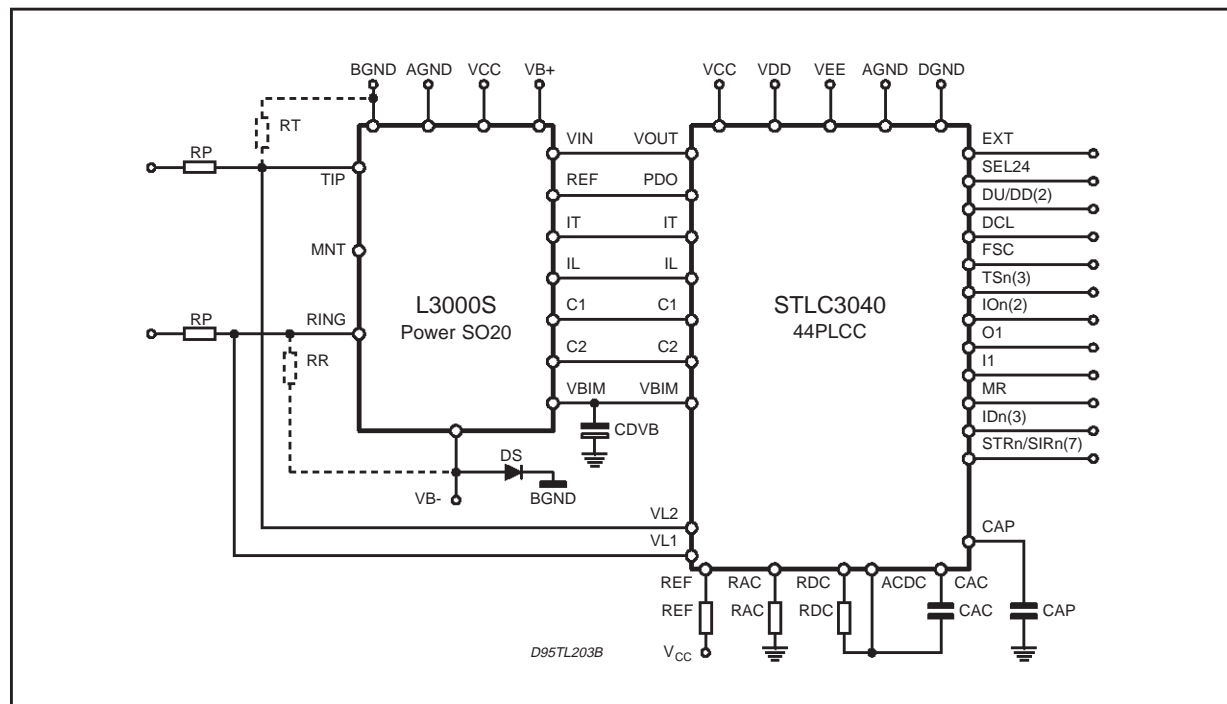 BGND AGND VCC VB+
VCC VDD VEE AGND DGND
RT
RP
TIP
MNT
RING
RP
RR
L3000S
Power SO20
VIN VOUT
REF PDO
IT IT
IL IL
C1 C1
C2 C2
VBIM VBIM
CDVB
DS
VB-
BGND
STLC3040
44PLCC
EXT
SEL24
DU/DD(2)
DCL
FSC
TSn(3)
IOn(2)
O1
I1
MR
IDn(3)
STRn/SIRn(7)
VL2
VL1
CAP
REF RAC RDC ACDC CAC
REF RAC RDC CAC CAP
VCC
D95TL203B